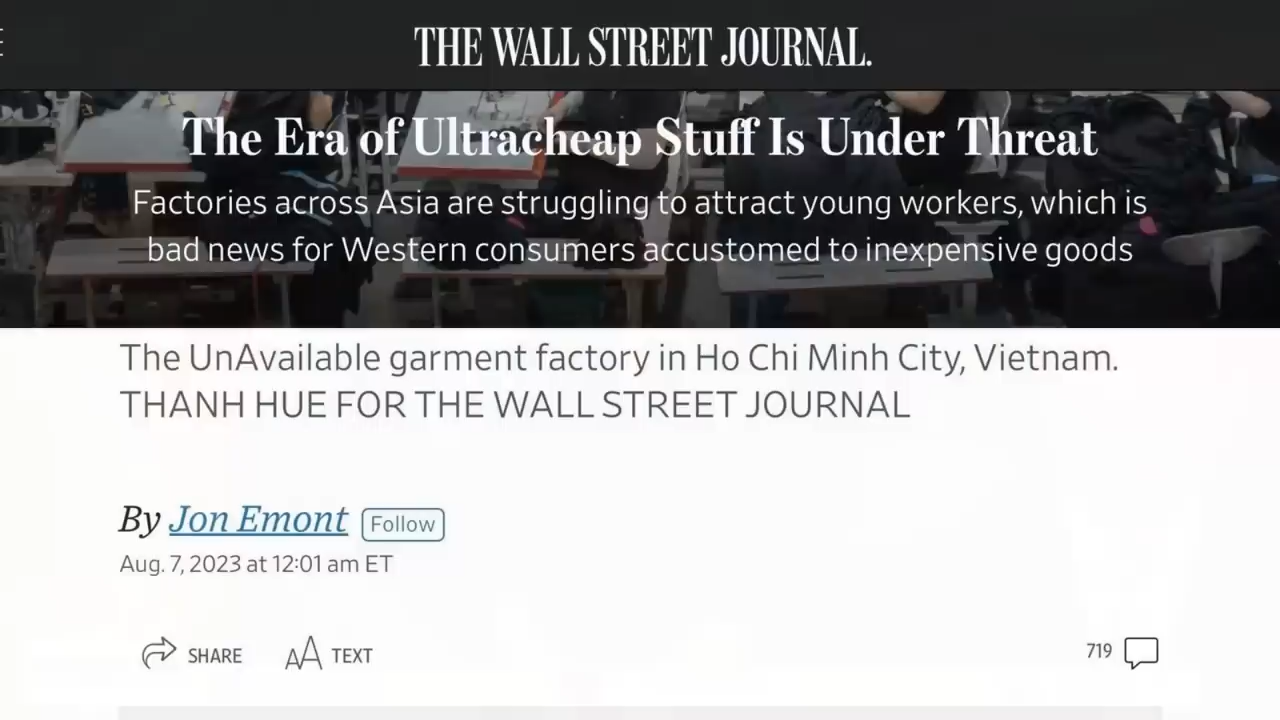 THE WALL STREET JOURNAL.
The Era of Ultracheap Stuff Is Under Threat
Factories across Asia are struggling to attract young workers, which is
bad news for Western consumers accustomed to inexpensive goods
The UnAvailable garment factory in Ho Chi Minh City, Vietnam.
THANH HUE FOR THE WALL STREET JOURNAL
By Jon Emont Follow
Aug. 7, 2023 at 12:01 am ET
SHARE AA TEXT 719